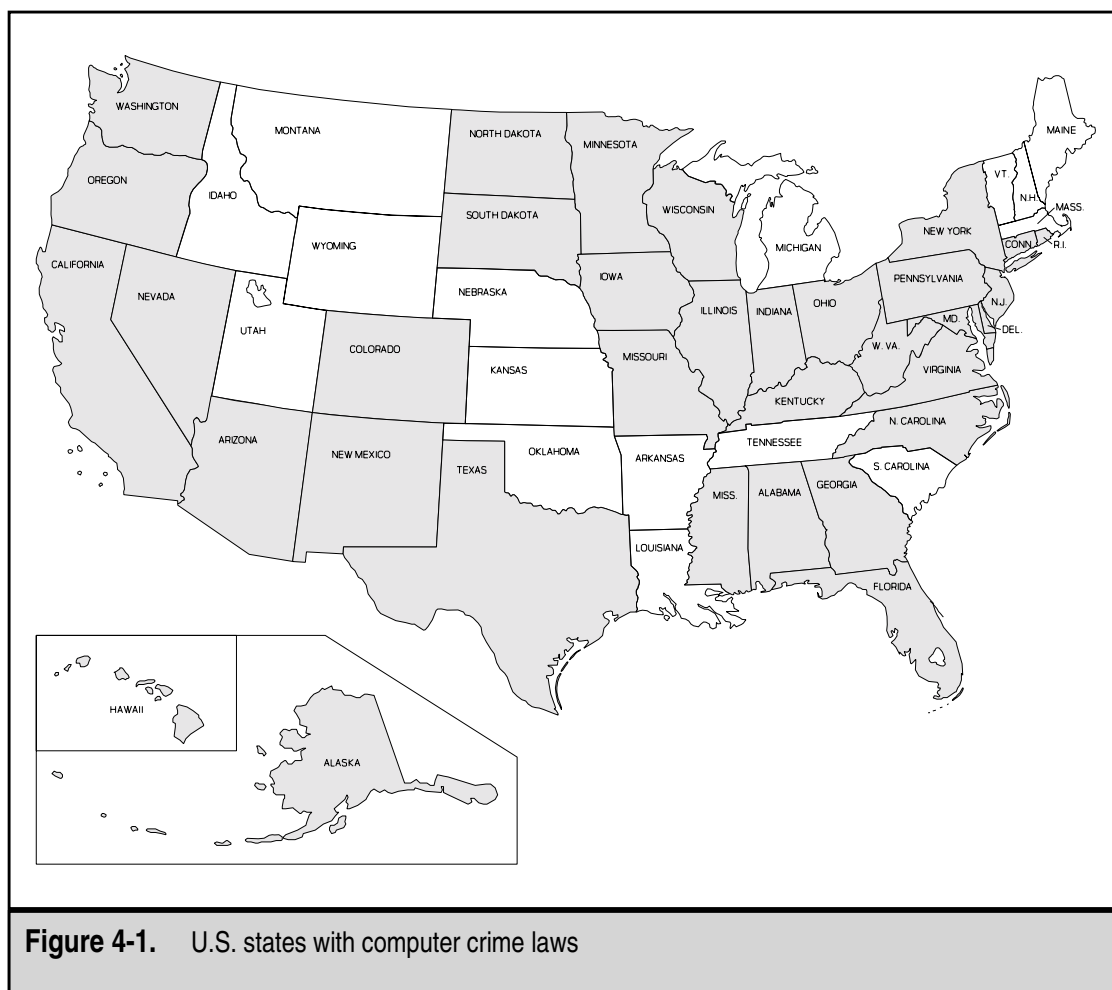 WASHINGTON
MONTANA
NORTH DAKOTA
MINNESOTA
MAINE
VT.
N.H.
MASS.
OREGON
IDAHO
SOUTH DAKOTA
WISCONSIN
MICHIGAN
NEW YORK
CONN.
R.I.
WYOMING
CALIFORNIA
NEVADA
UTAH
COLORADO
NEBRASKA
IOWA
ILLINOIS
INDIANA
OHIO
PENNSYLVANIA
N.J.
MD.
DEL.
W. VA.
VIRGINIA
KANSAS
MISSOURI
KENTUCKY
ARIZONA
NEW MEXICO
TEXAS
OKLAHOMA
ARKANSAS
TENNESSEE
N. CAROLINA
S. CAROLINA
MISS.
ALABAMA
GEORGIA
LOUISIANA
FLORIDA
HAWAII
ALASKA
Figure 4-1. U.S. states with computer crime laws